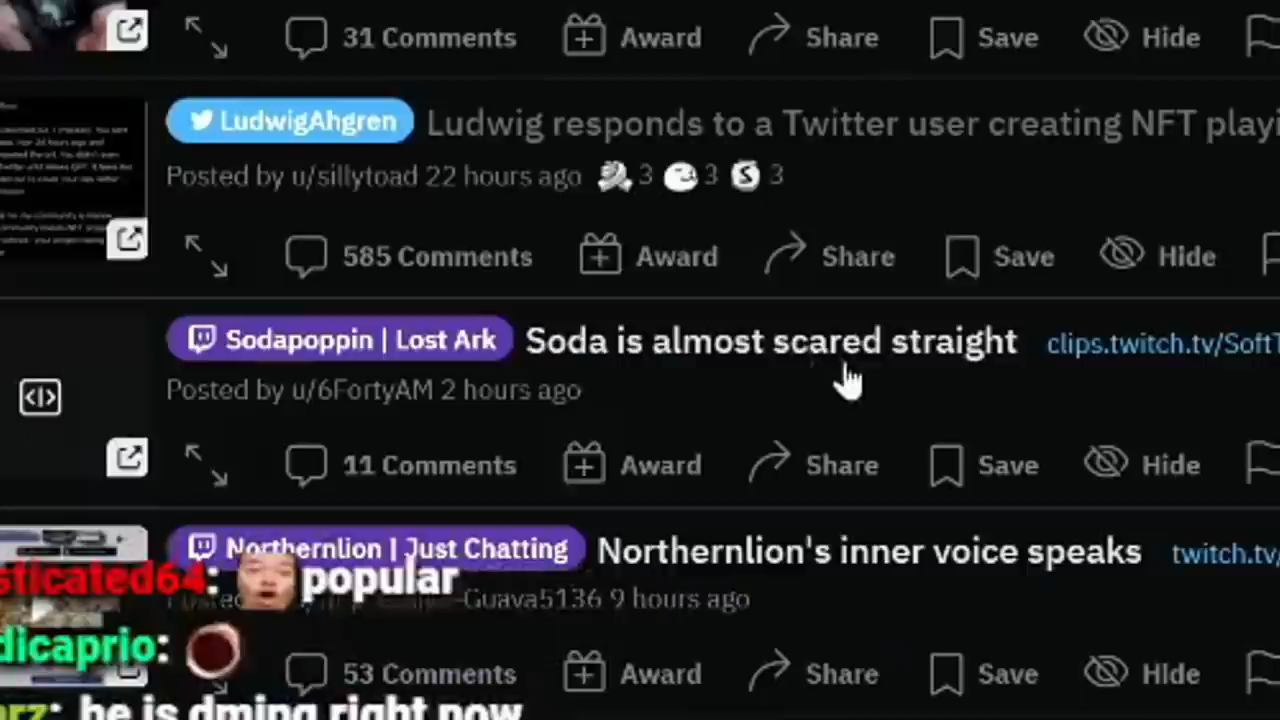 31 Comments Award Share Save Hide
LudwigAhgren Ludwig responds to a Twitter user creating NFT
Posted by u/sillytoad 22 hours ago 3 3 3
585 Comments Award Share Save Hide
Sodapoppin | Lost Ark Soda is almost scared straight clips.twitch.tv/Soft
Posted by u/6FortyAM 2 hours ago
11 Comments Award Share Save Hide
Northernlion | Just Chatting Northernlion's inner voice speaks twitch.tv/
sticated64: popular
-Guava5136 9 hours ago
dicaprio:
53 Comments Award Share Save Hide
arz: he is dming right now